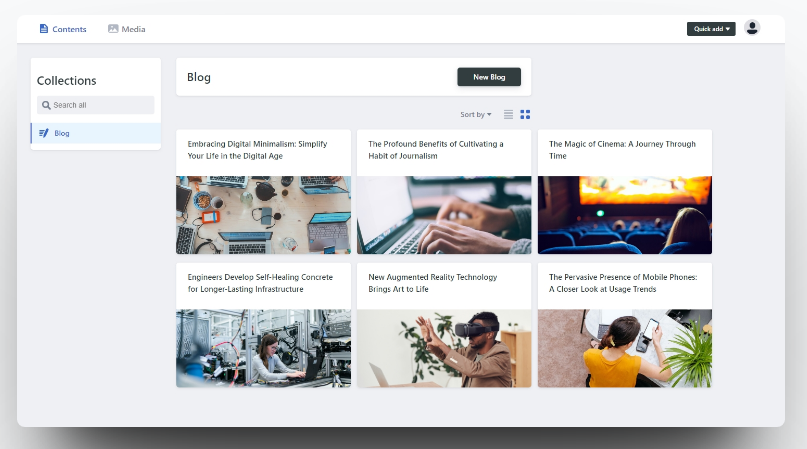 Contents
Media
Quick add
Collections
Search all
Blog
Blog
New Blog
Sort by
Embracing Digital Minimalism: Simplify
Your Life in the Digital Age
The Profound Benefits of Cultivating a
Habit of Journalism
The Magic of Cinema: A Journey Through
Time
Engineers Develop Self-Healing Concrete
for Longer-Lasting Infrastructure
New Augmented Reality Technology
Brings Art to Life
The Pervasive Presence of Mobile Phones:
A Closer Look at Usage Trends